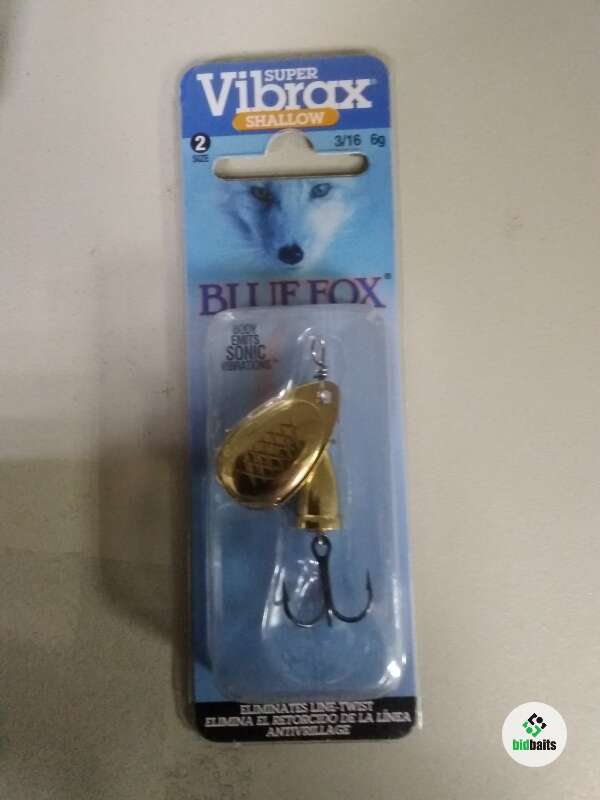 SUPER
Vibrax®
SHALLOW
2
SIZE
3/16 6g
BLUE FOX®
BODY
EMITS
SONIC
VIBRATIONS™
ELIMINATES LINE-TWIST
ELIMINA EL RETORCIDO DE LA LÍNEA
ANTIVRILLAGE
bidbaits